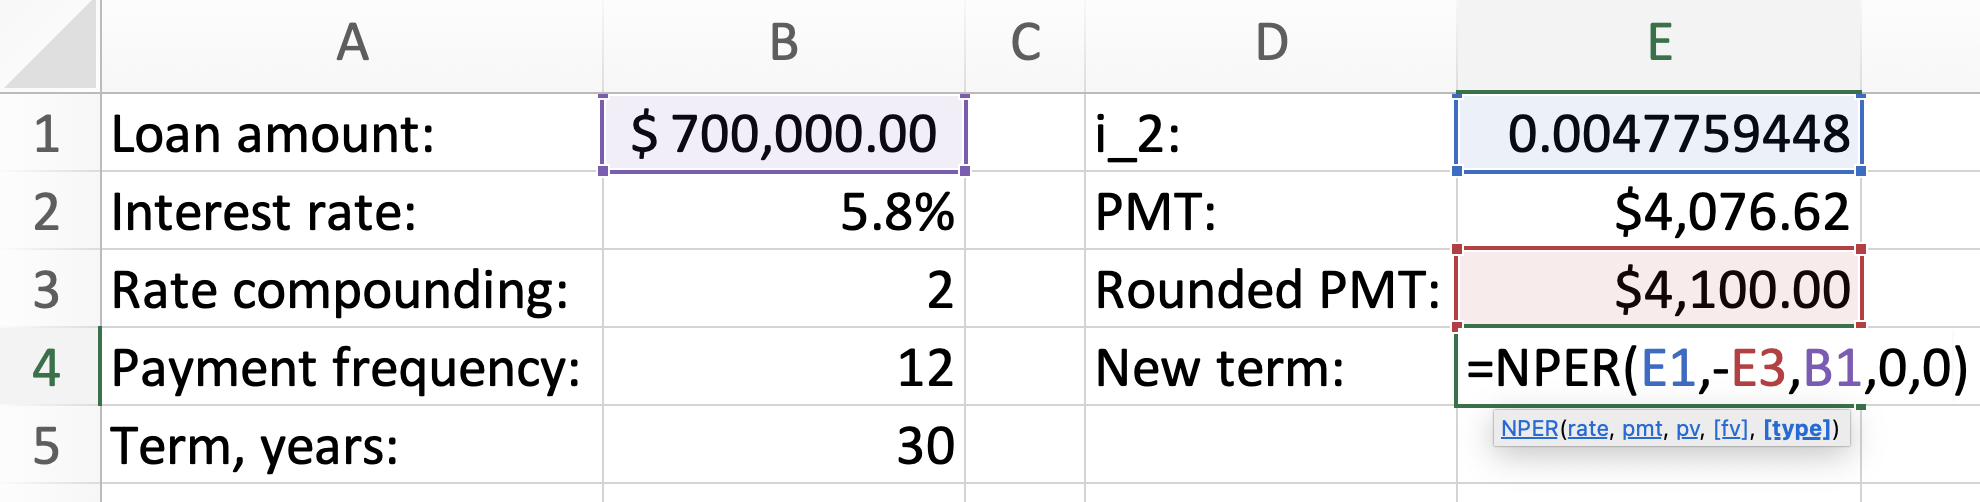 A B C D E
1 Loan amount: $ 700,000.00 i_2: 0.0047759448
2 Interest rate: 5.8% PMT: $4,076.62
3 Rate compounding: 2 Rounded PMT: $4,100.00
4 Payment frequency: 12 New term: =NPER(E1,-E3,B1,0,0)
NPER(rate, pmt, pv, [fv], [type])
5 Term, years: 30